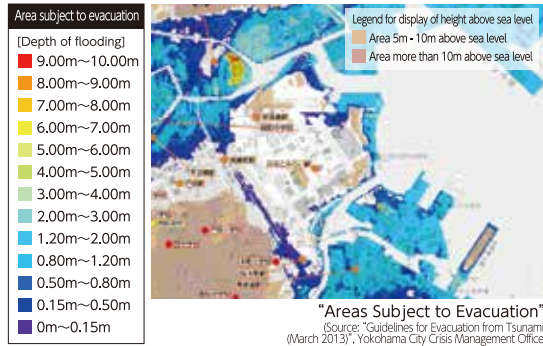 Area subject to evacuation
[Depth of flooding]
9.00m～10.00m
8.00m～9.00m
7.00m～8.00m
6.00m～7.00m
5.00m～6.00m
4.00m～5.00m
3.00m～4.00m
2.00m～3.00m
1.20m～2.00m
0.80m～1.20m
0.50m～0.80m
0.15m～0.50m
0m～0.15m
Legend for display of height above sea level
Area 5m - 10m above sea level
Area more than 10m above sea level
“Areas Subject to Evacuation”
(Source: “Guidelines for Evacuation from Tsunami
(March 2013)”, Yokohama City Crisis Management Office